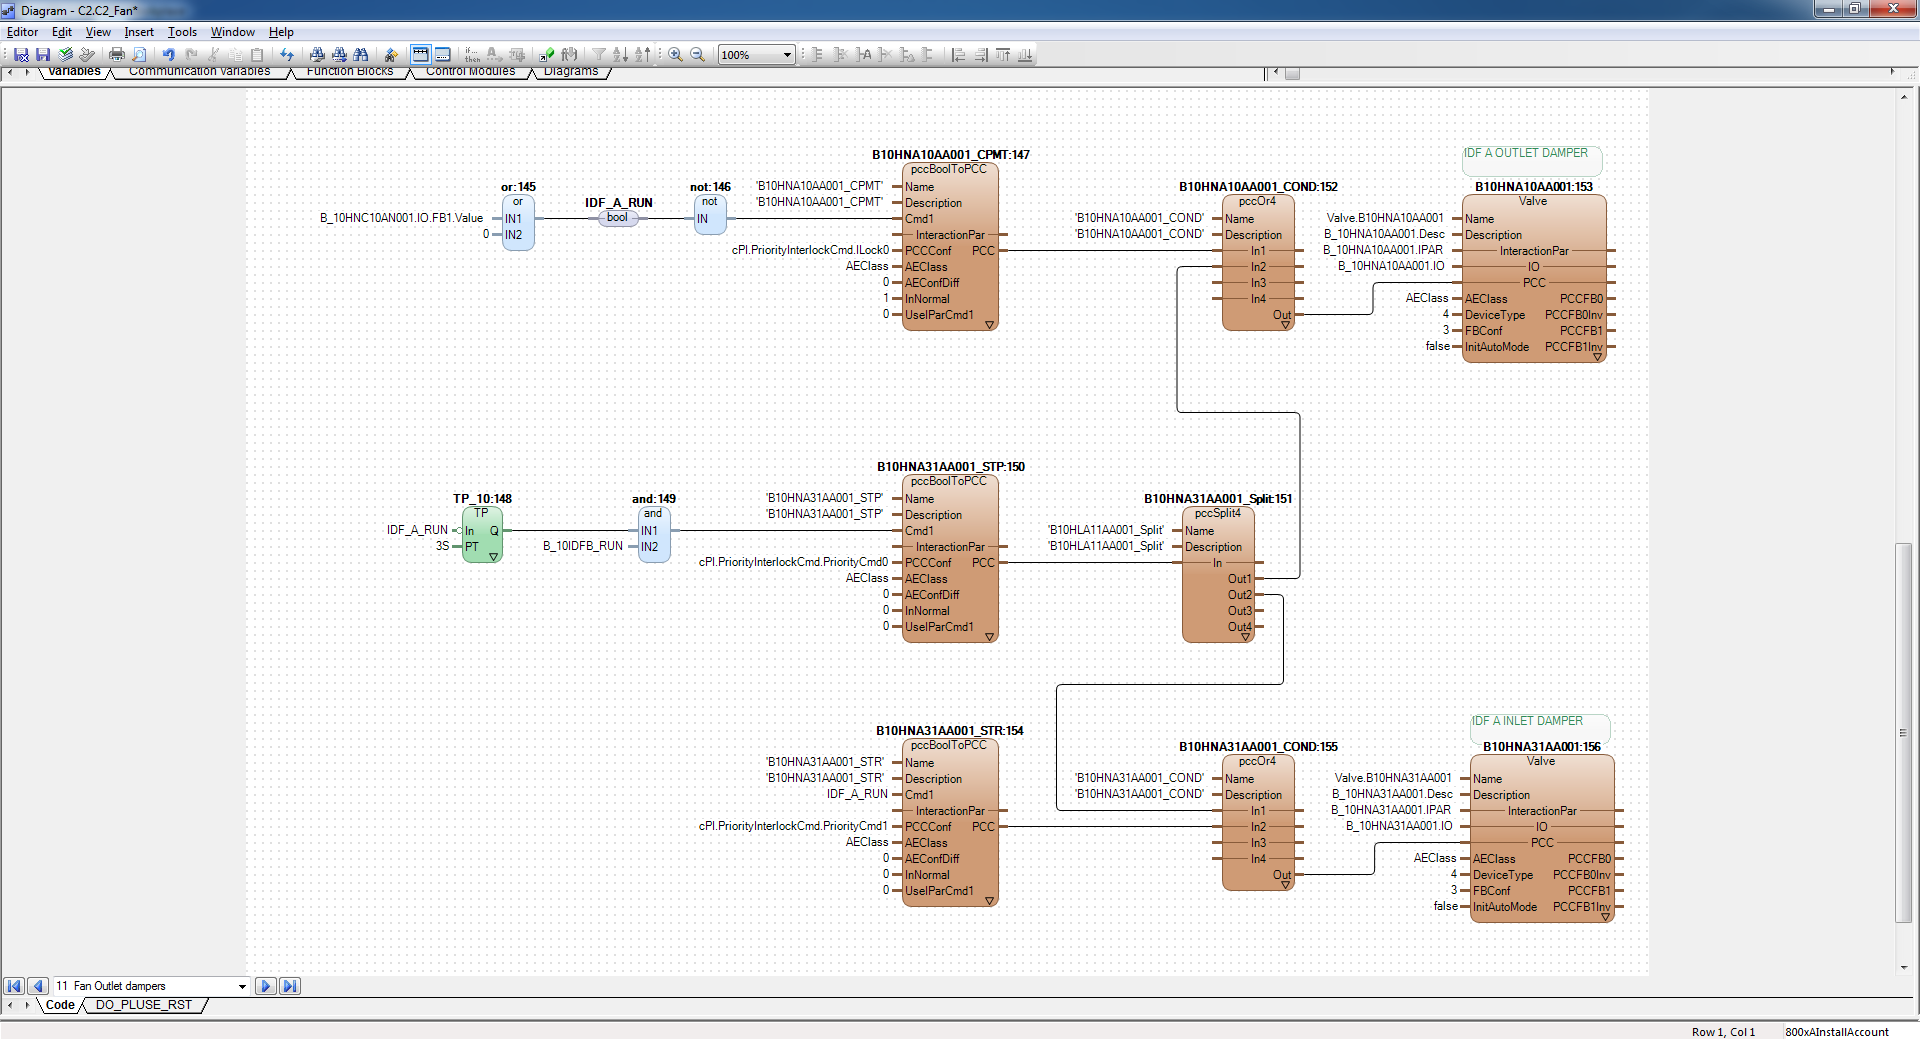 Diagram - C2.C2_Fan*
Editor Edit View Insert Tools Window Help
if... then
100%
Variables Communication Variables Function Blocks Control Modules Diagrams
or:145
or
B_10HNC10AN001.IO.FB1.Value IN1
0 IN2
IDF_A_RUN
bool
not:146
not
IN
B10HNA10AA001_CPMT:147
pccBoolToPCC
'B10HNA10AA001_CPMT' Name
'B10HNA10AA001_CPMT' Description
Cmd1
InteractionPar
cPI.PriorityInterlockCmd.ILock0 PCCConf PCC
AEClass AEClass
0 AEConfDiff
1 InNormal
0 UseIParCmd1
B10HNA10AA001_COND:152
pccOr4
'B10HNA10AA001_COND' Name
'B10HNA10AA001_COND' Description
In1
In2
In3
In4
Out
IDF A OUTLET DAMPER
B10HNA10AA001:153
Valve
Valve.B10HNA10AA001 Name
B_10HNA10AA001.Desc Description
B_10HNA10AA001.IPAR InteractionPar
B_10HNA10AA001.IO IO
PCC
AEClass AEClass PCCFB0
4 DeviceType PCCFB0Inv
3 FBConf PCCFB1
false InitAutoMode PCCFB1Inv
TP_10:148
TP
IDF_A_RUN In Q
3S PT
and:149
and
IN1
B_10IDFB_RUN IN2
B10HNA31AA001_STP:150
pccBoolToPCC
'B10HNA31AA001_STP' Name
'B10HNA31AA001_STP' Description
Cmd1
InteractionPar
cPI.PriorityInterlockCmd.PriorityCmd0 PCCConf PCC
AEClass AEClass
0 AEConfDiff
0 InNormal
0 UseIParCmd1
B10HNA31AA001_Split:151
pccSplit4
'B10HLA11AA001_Split' Name
'B10HLA11AA001_Split' Description
In
Out1
Out2
Out3
Out4
B10HNA31AA001_STR:154
pccBoolToPCC
'B10HNA31AA001_STR' Name
'B10HNA31AA001_STR' Description
IDF_A_RUN Cmd1
InteractionPar
cPI.PriorityInterlockCmd.PriorityCmd1 PCCConf PCC
AEClass AEClass
0 AEConfDiff
0 InNormal
0 UseIParCmd1
B10HNA31AA001_COND:155
pccOr4
'B10HNA31AA001_COND' Name
'B10HNA31AA001_COND' Description
In1
In2
In3
In4
Out
IDF A INLET DAMPER
B10HNA31AA001:156
Valve
Valve.B10HNA31AA001 Name
B_10HNA31AA001.Desc Description
B_10HNA31AA001.IPAR InteractionPar
B_10HNA31AA001.IO IO
PCC
AEClass AEClass PCCFB0
4 DeviceType PCCFB0Inv
3 FBConf PCCFB1
false InitAutoMode PCCFB1Inv
11 Fan Outlet dampers
Code DO_PLUSE_RST
Row 1, Col 1 800xAInstallAccount